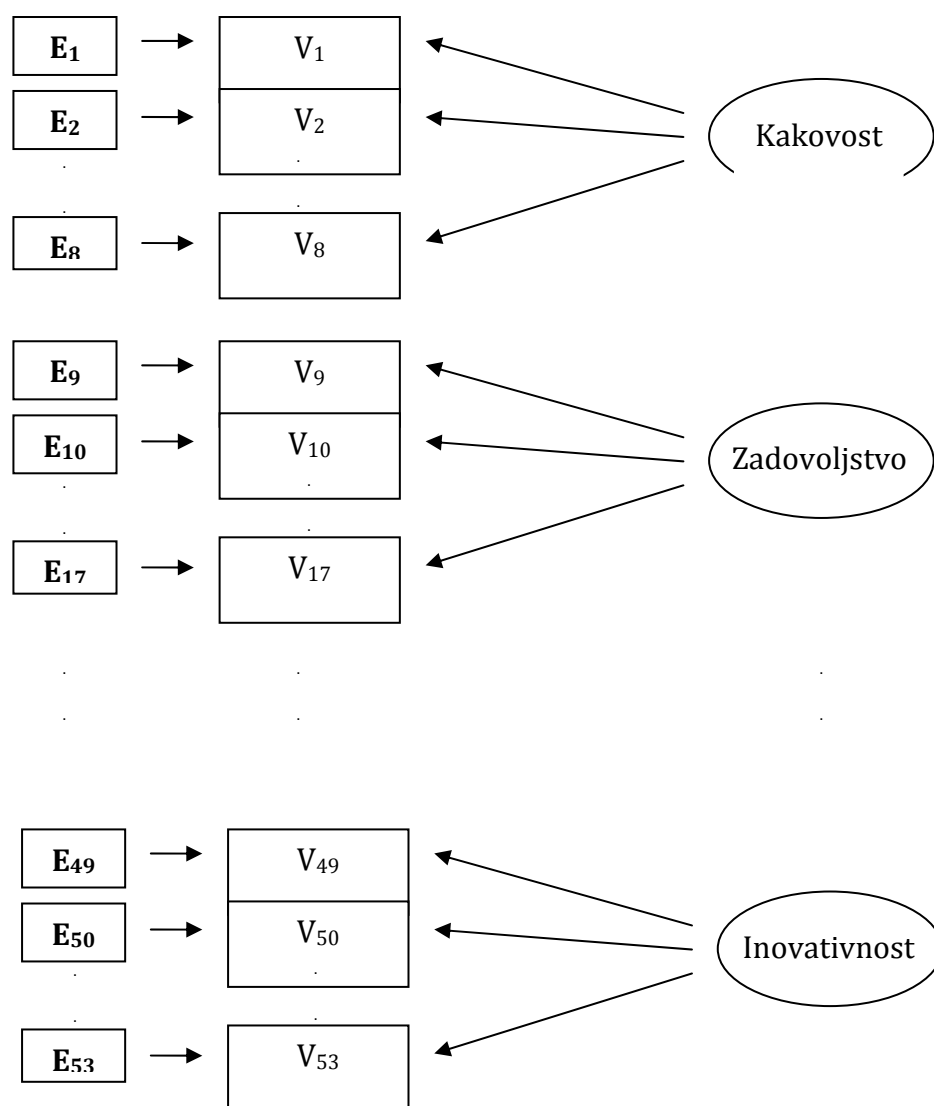 E₁ V₁
E₂ V₂ Kakovost
E₈ V₈
E₉ V₉
E₁₀ V₁₀ Zadovoljstvo
E₁₇ V₁₇
E₄₉ V₄₉
E₅₀ V₅₀ Inovativnost
E₅₃ V₅₃